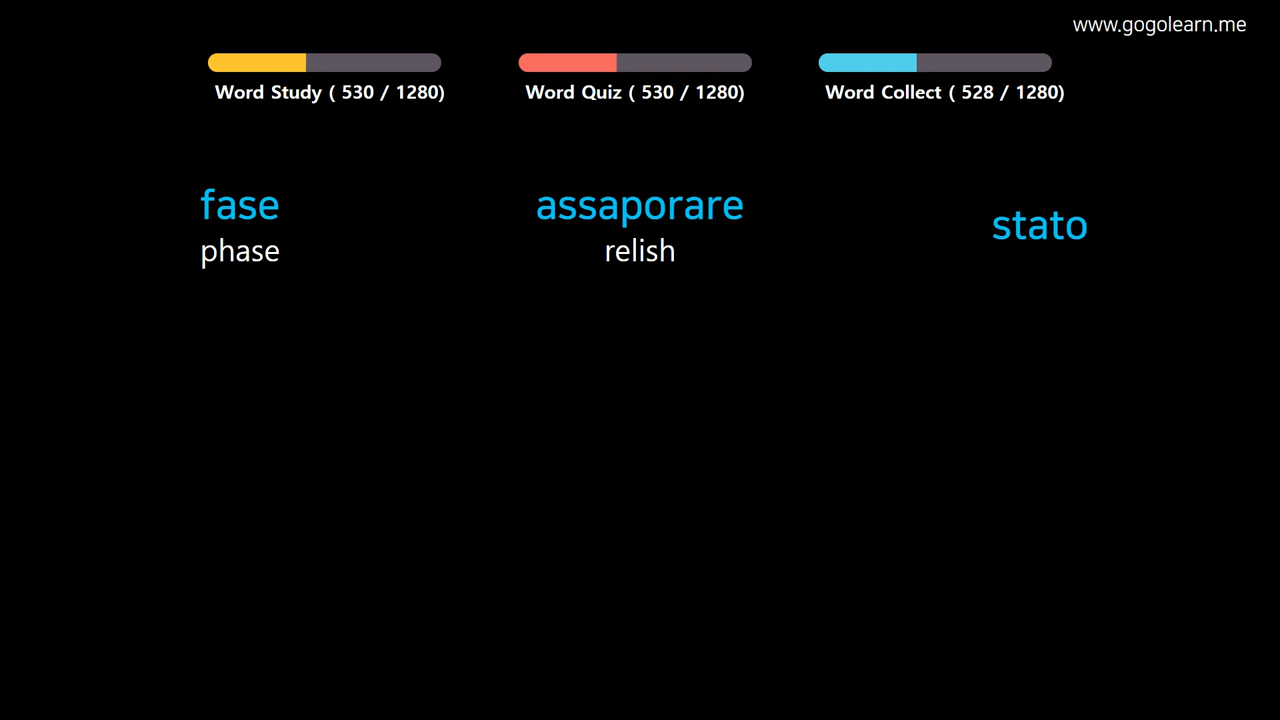 www.gogolearn.me
Word Study ( 530 / 1280)
Word Quiz ( 530 / 1280)
Word Collect ( 528 / 1280)
fase
phase
assaporare
relish
stato